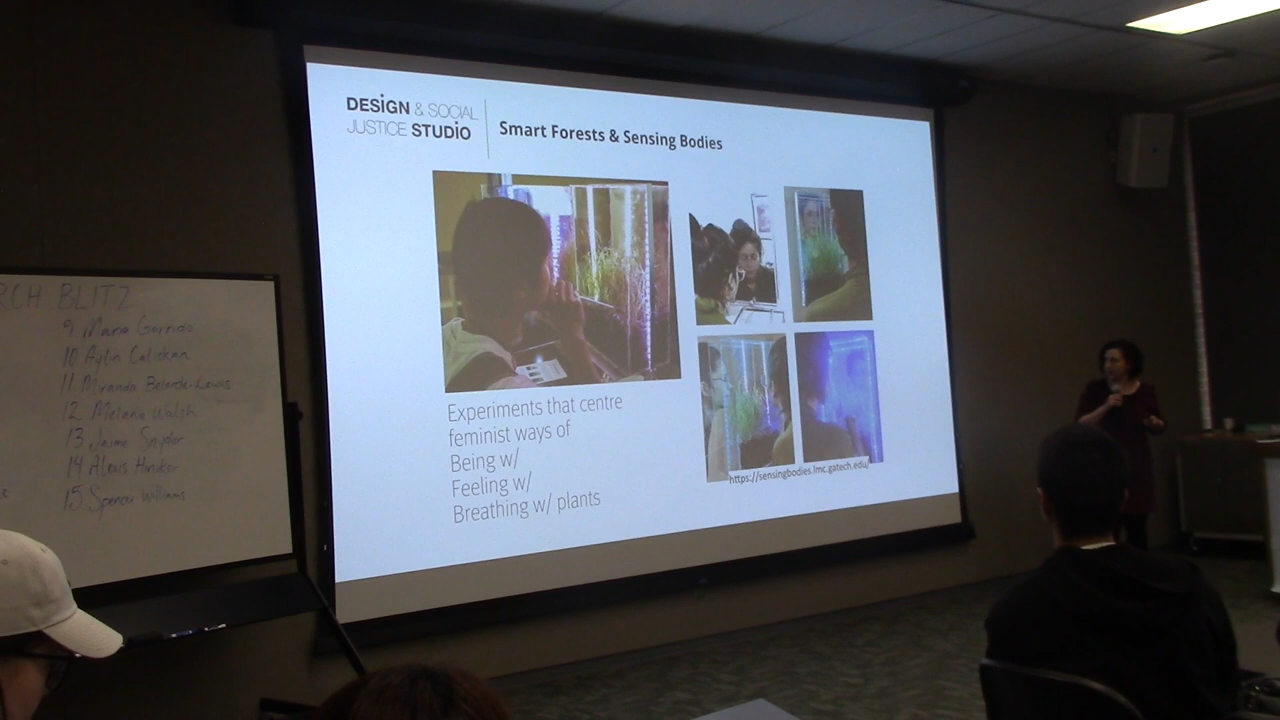 RCH BLITZ
9 Maria Garrido
10 Aylin Caliskan
11 Miranda Belarde-Lewis
12 Melanie Walsh
13 Jaime Snyder
14 Alexis Hiniker
15 Spencer Williams
DESIGN & SOCIAL
JUSTICE STUDIO
Smart Forests & Sensing Bodies
Experiments that centre
feminist ways of
Being w/
Feeling w/
Breathing w/ plants
https://sensingbodies.lmc.gatech.edu/